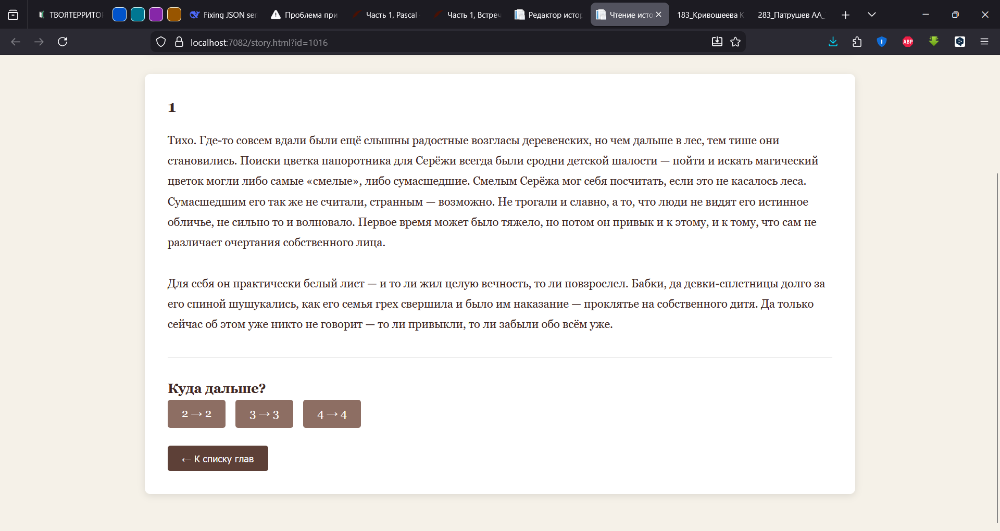 ТВОЯТЕРРИТОР
Fixing JSON ser
Проблема при
Часть 1, Pascal
Часть 1, Встреч
Редактор истор
Чтение исто
183_Кривошеева К
283_Патрушев АА_
localhost:7082/story.html?id=1016
ABP
1
Тихо. Где-то совсем вдали были ещё слышны радостные возгласы деревенских, но чем дальше в лес, тем тише они
становились. Поиски цветка папоротника для Серёжи всегда были сродни детской шалости — пойти и искать магический
цветок могли либо самые «смелые», либо сумасшедшие. Смелым Серёжа мог себя посчитать, если это не касалось леса.
Сумасшедшим его так же не считали, странным — возможно. Не трогали и славно, а то, что люди не видят его истинное
обличье, не сильно то и волновало. Первое время может было тяжело, но потом он привык и к этому, и к тому, что сам не
различает очертания собственного лица.
Для себя он практически белый лист — и то ли жил целую вечность, то ли повзрослел. Бабки, да девки-сплетницы долго за
его спиной шушукались, как его семья грех свершила и было им наказание — проклятье на собственного дитя. Да только
сейчас об этом уже никто не говорит — то ли привыкли, то ли забыли обо всём уже.
Куда дальше?
2 → 2
3 → 3
4 → 4
← К списку глав